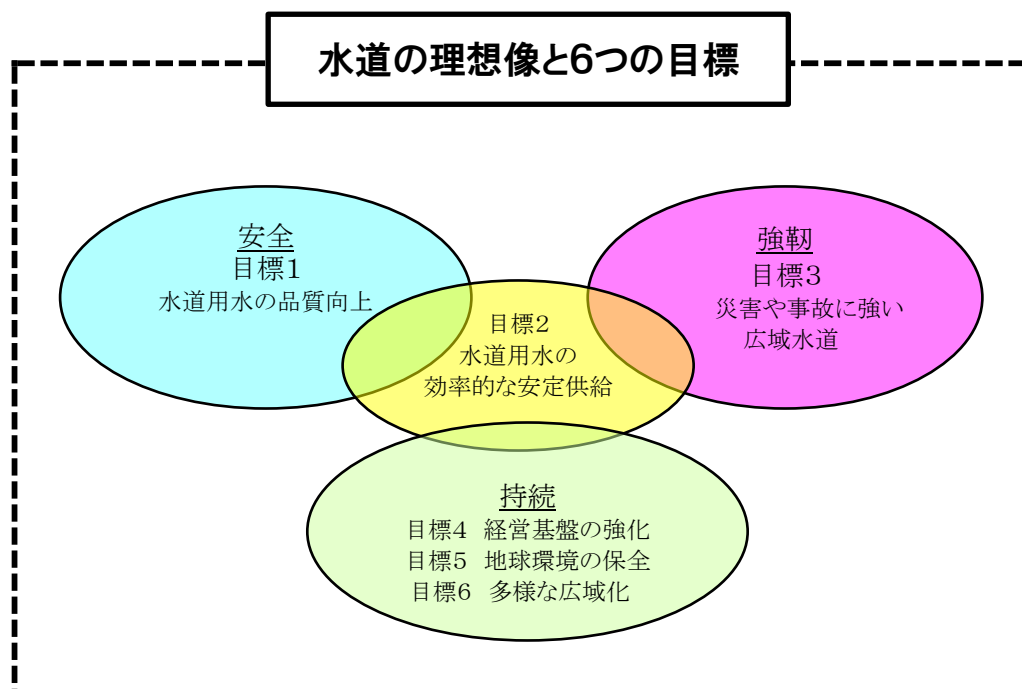 水道の理想像と6つの目標
安全
目標1
水道用水の品質向上
強靭
目標3
災害や事故に強い
広域水道
目標2
水道用水の
効率的な安定供給
持続
目標4 経営基盤の強化
目標5 地球環境の保全
目標6 多様な広域化